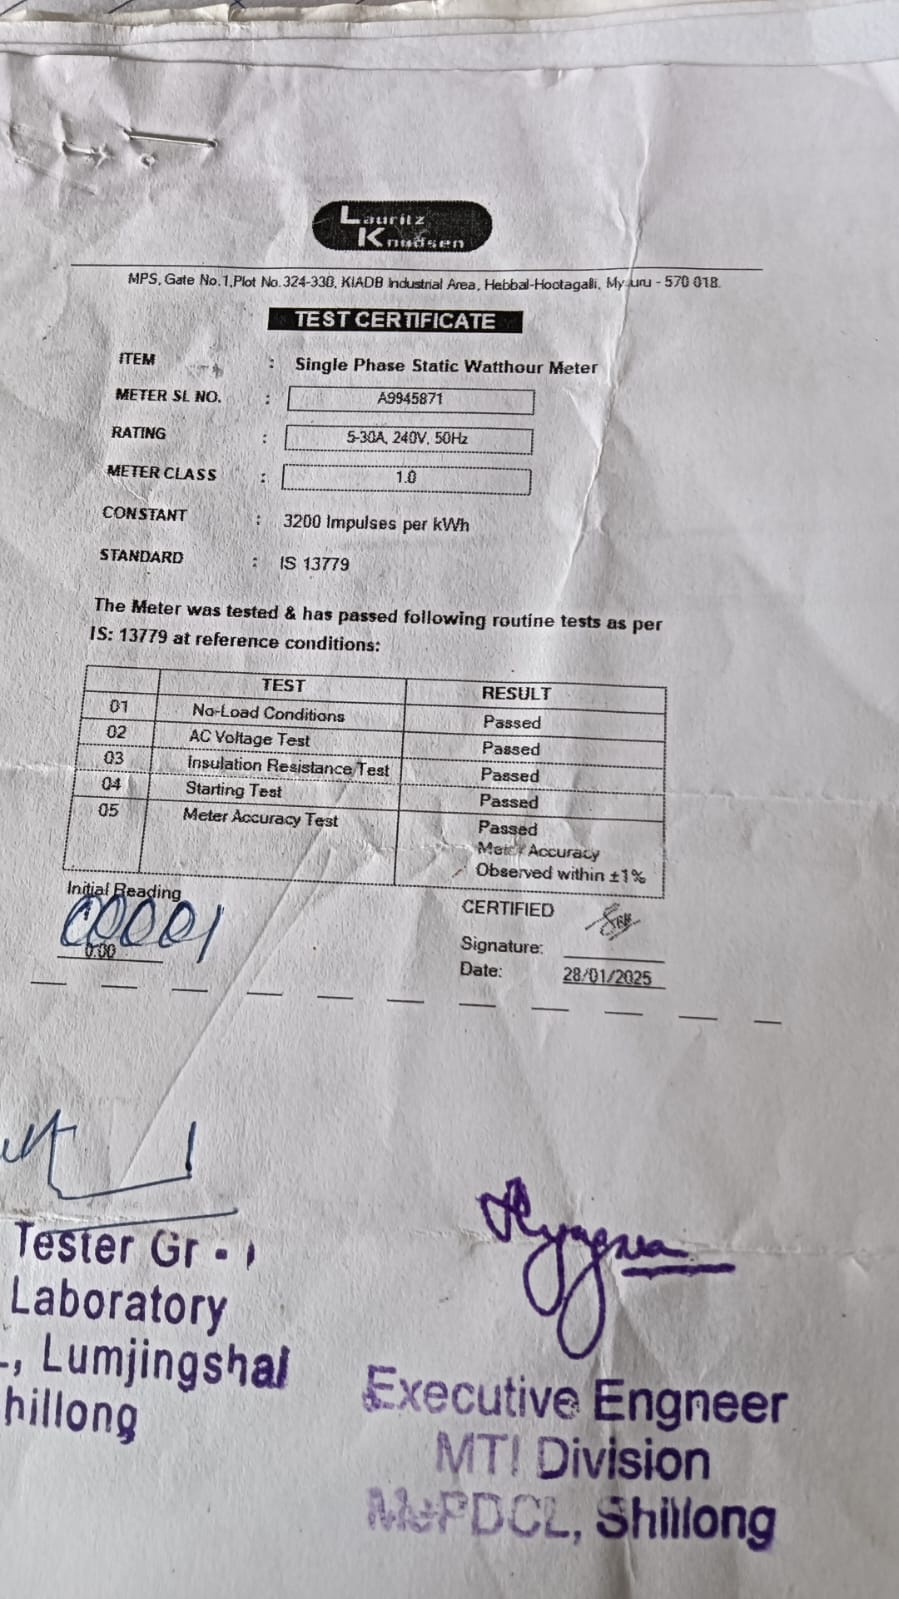 Lauritz
Knudsen
MPS, Gate No.1,Plot No.324-330, KIADB Industrial Area, Hebbal-Hootagalli, Mysuru - 570 018.
TEST CERTIFICATE
ITEM : Single Phase Static Watthour Meter
METER SL NO. : A9945871
RATING : 5-30A, 240V, 50Hz
METER CLASS : 1.0
CONSTANT : 3200 Impulses per kWh
STANDARD : IS 13779
The Meter was tested & has passed following routine tests as per
IS: 13779 at reference conditions:
TEST RESULT
01 No-Load Conditions Passed
02 AC Voltage Test Passed
03 Insulation Resistance Test Passed
04 Starting Test Passed
05 Meter Accuracy Test Passed
Meter Accuracy
Observed within ±1%
Initial Reading
00001
0.00
CERTIFIED
Signature:
Date: 28/01/2025
Tester Gr - I
Laboratory
., Lumjingshai
hillong
Executive Engneer
MTI Division
MePDCL, Shillong